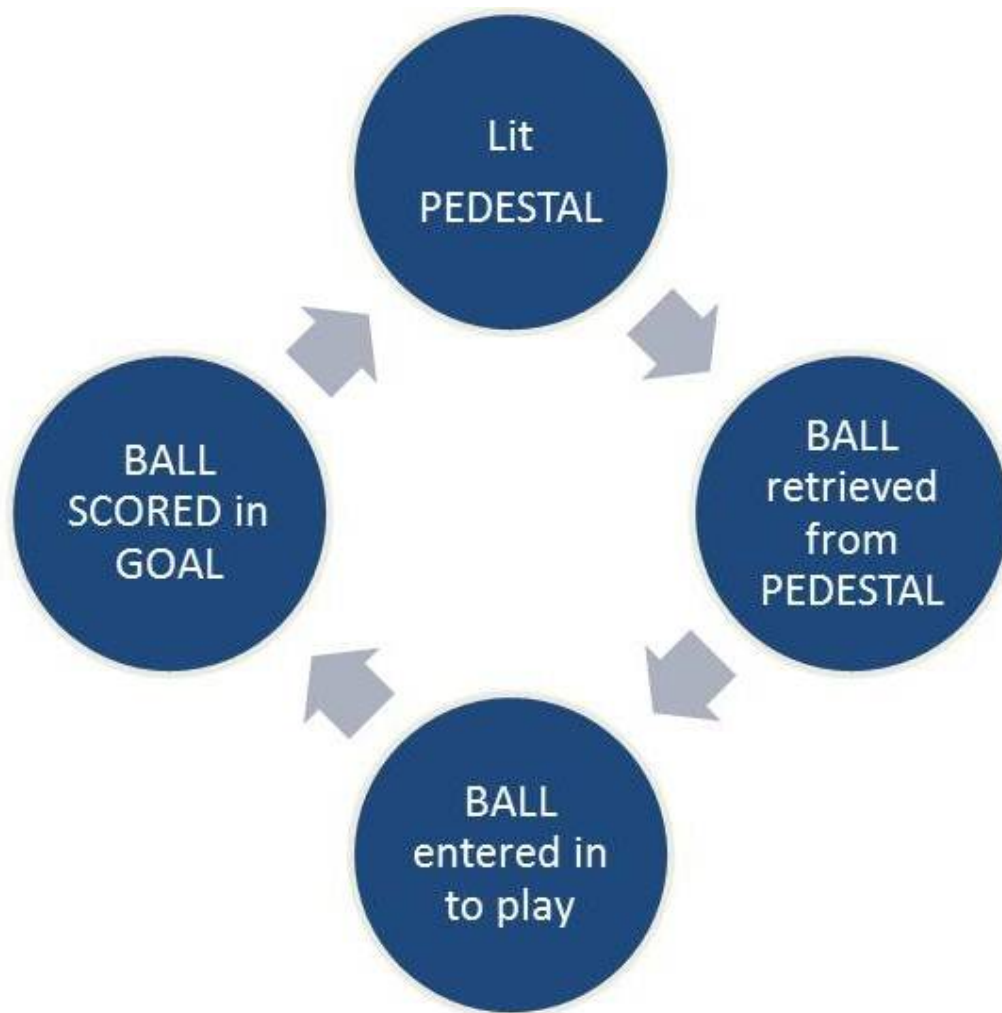 Lit
PEDESTAL
BALL
retrieved
from
PEDESTAL
BALL
entered in
to play
BALL
SCORED in
GOAL